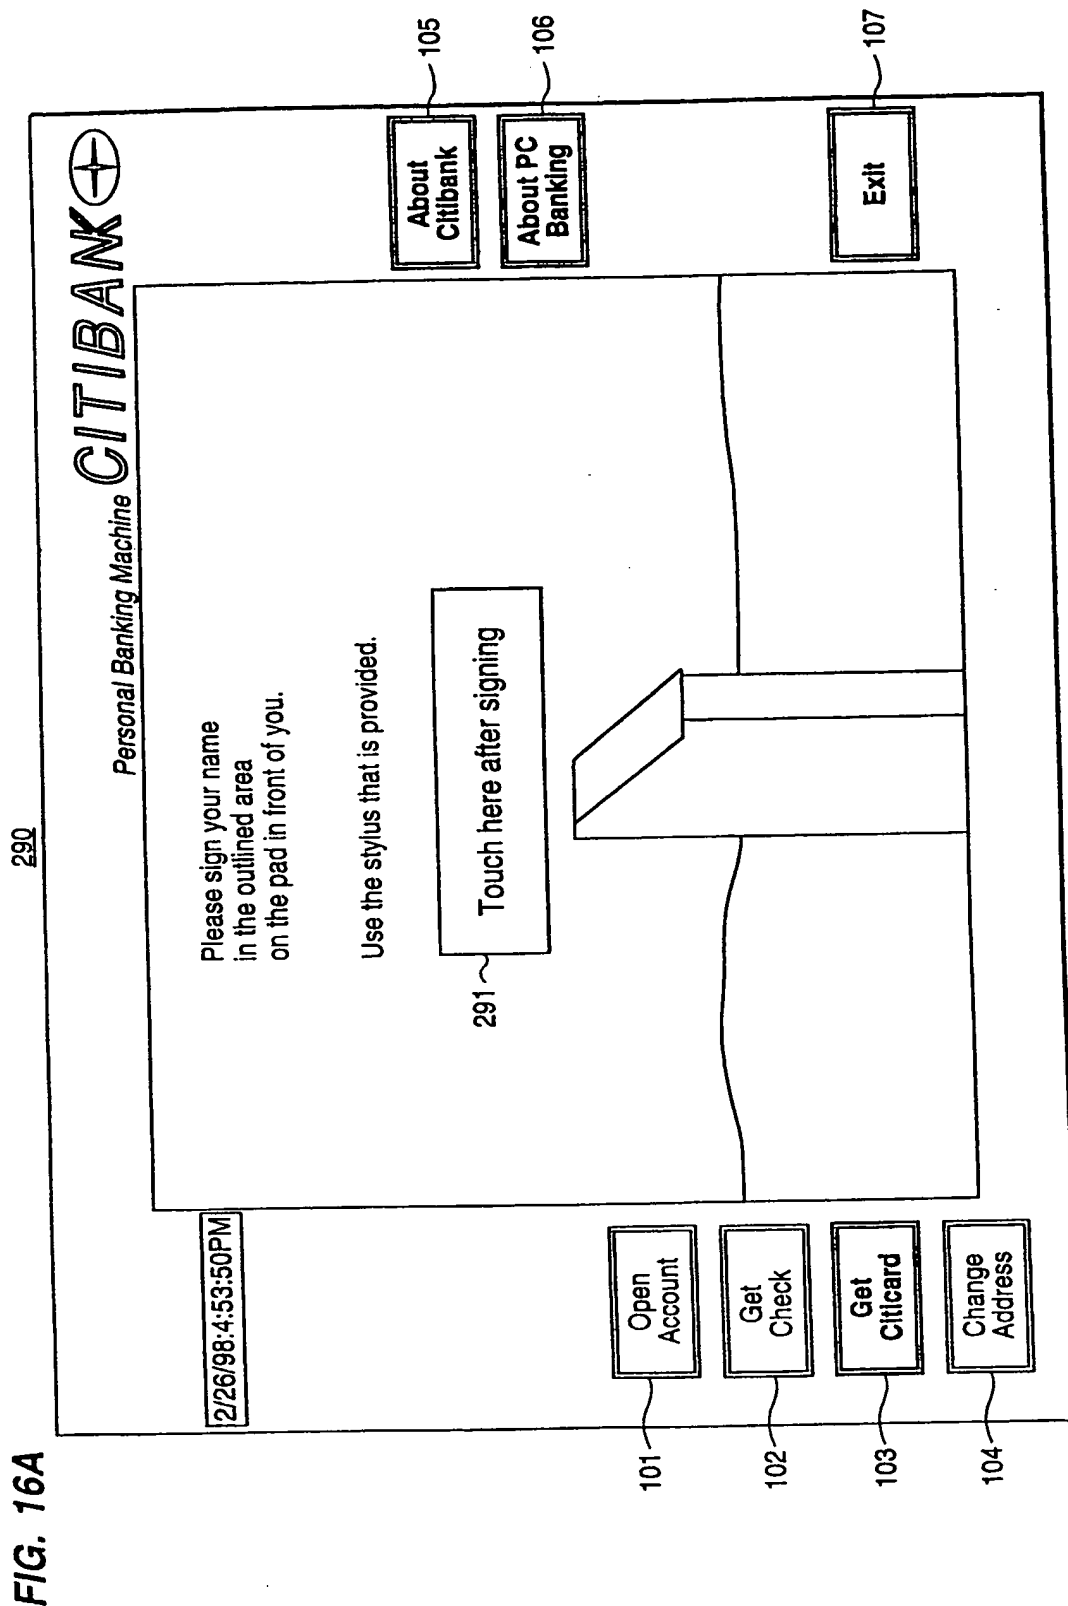 FIG. 16A
290
Personal Banking Machine
CITIBANK
2/26/98:4:53:50PM
Please sign your name
in the outlined area
on the pad in front of you.
Use the stylus that is provided.
291
Touch here after signing
101
Open
Account
102
Get
Check
103
Get
Citicard
104
Change
Address
About
Citibank
105
About PC
Banking
106
Exit
107